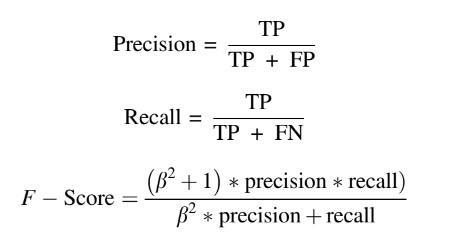 Precision = TP / TP + FP
Recall = TP / TP + FN
F − Score = (β² + 1) ∗ precision ∗ recall) / β² ∗ precision + recall